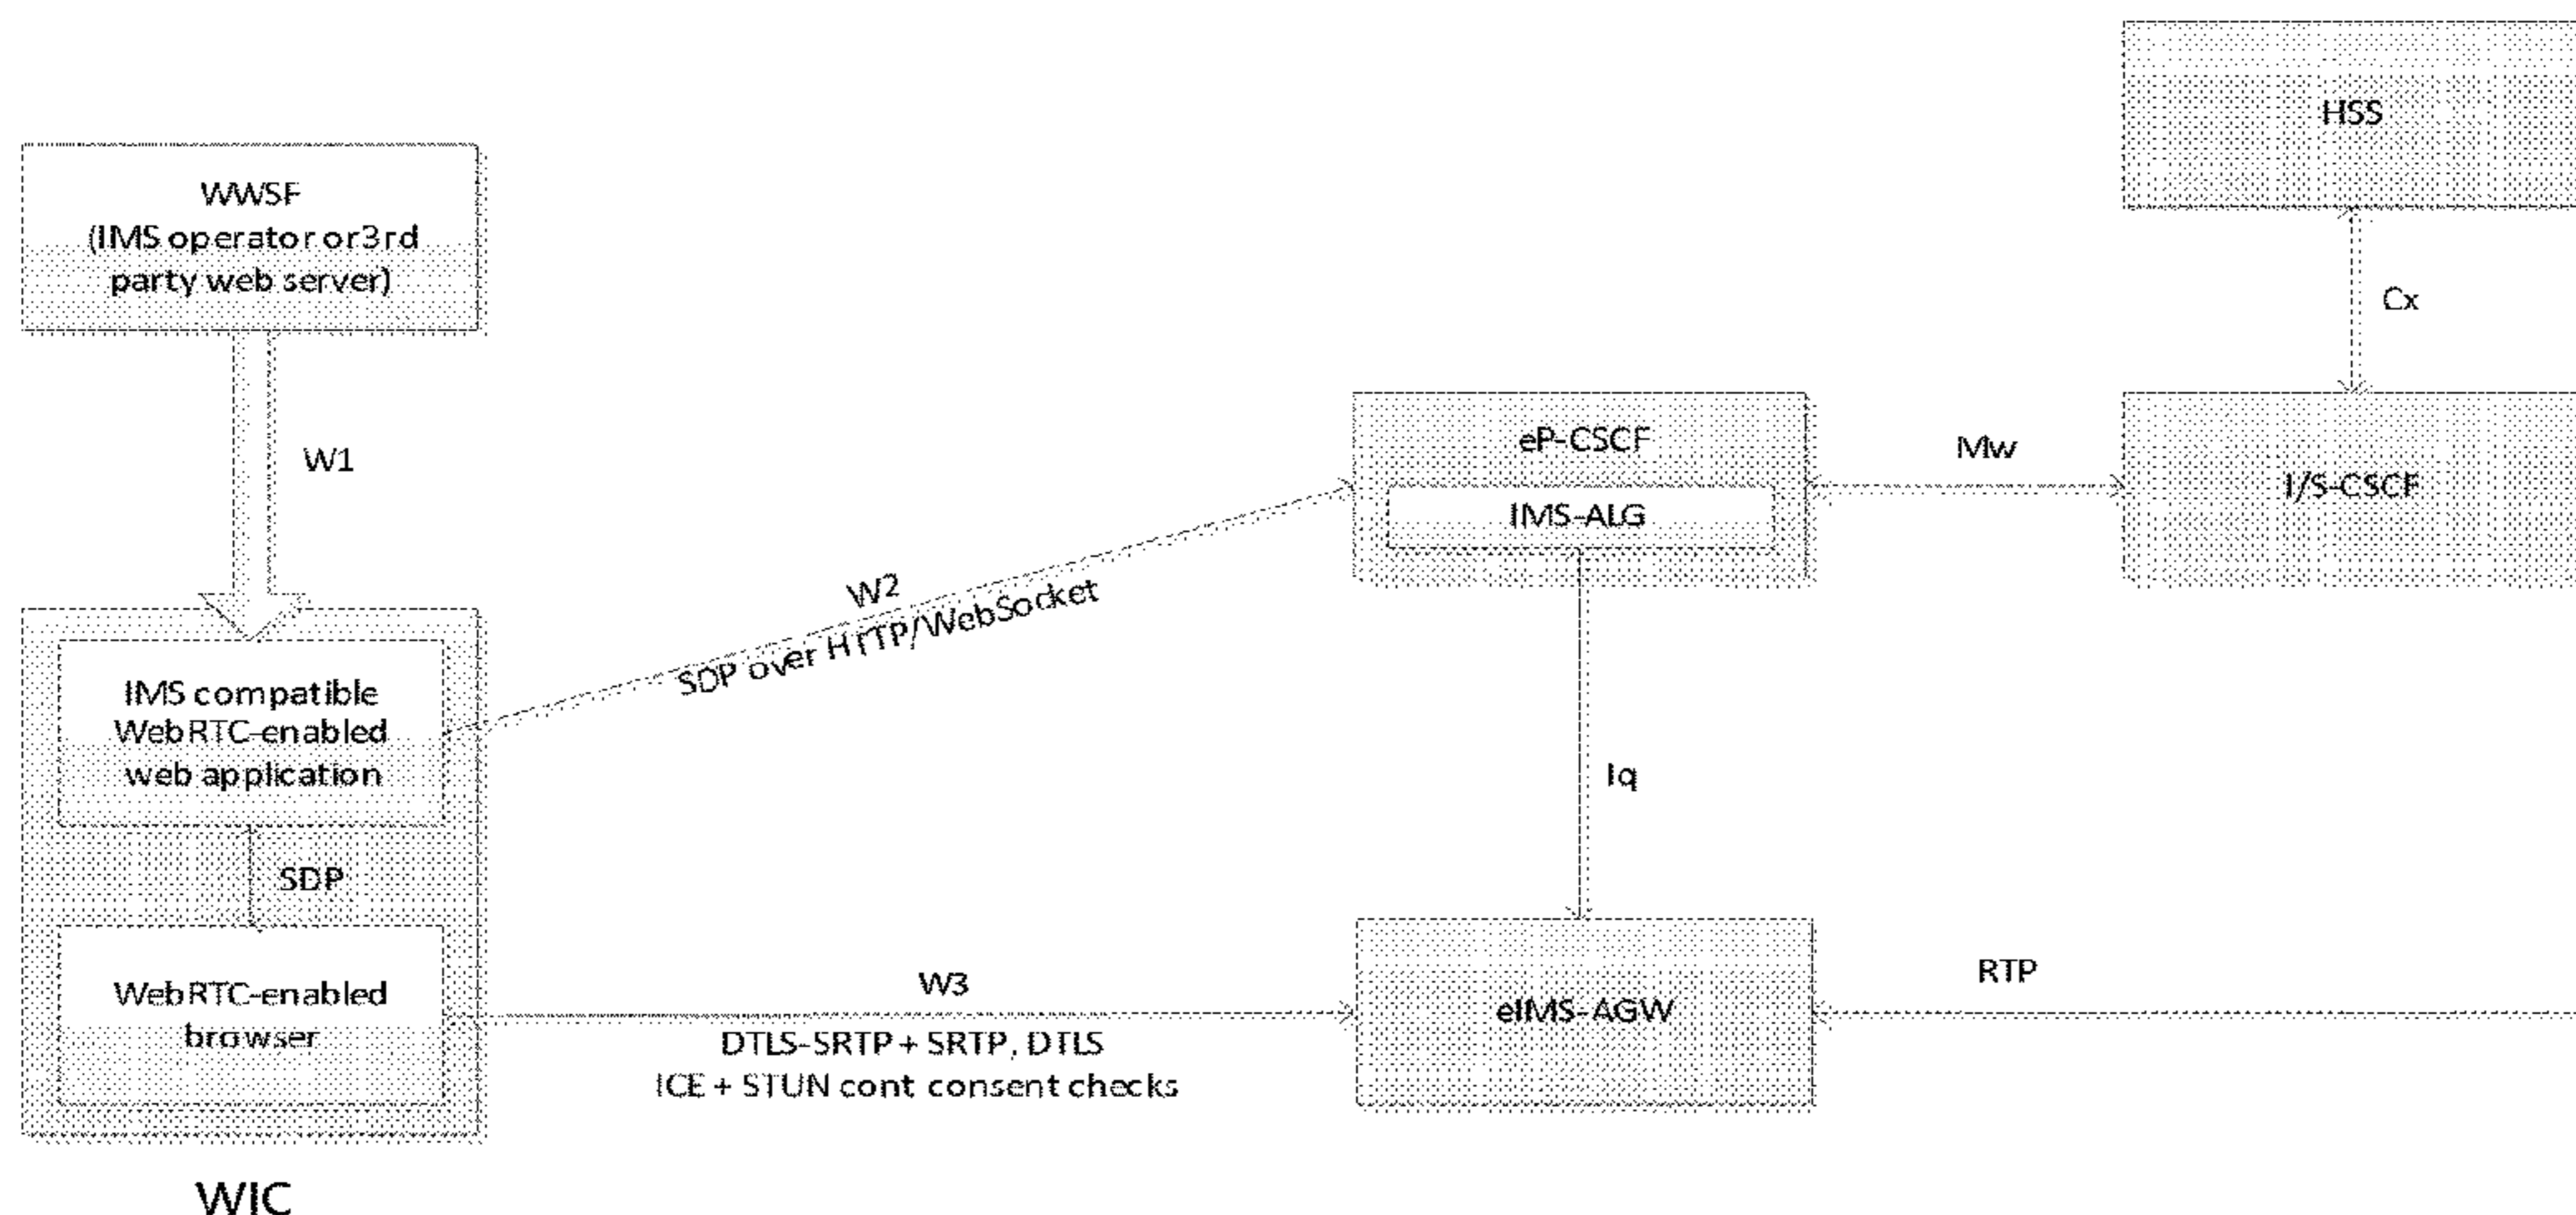 HSS
WWSF
(IMS operator or 3rd
party web server)
Cx
W1
eP-CSCF
IMS-ALG
Mw
I/S-CSCF
W2
SDP over HTTP/WebSocket
IMS compatible
WebRTC-enabled
web application
Iq
SDP
WebRTC-enabled
browser
W3
DTLS-SRTP + SRTP, DTLS
ICE + STUN cont consent checks
eIMS-AGW
RTP
WIC